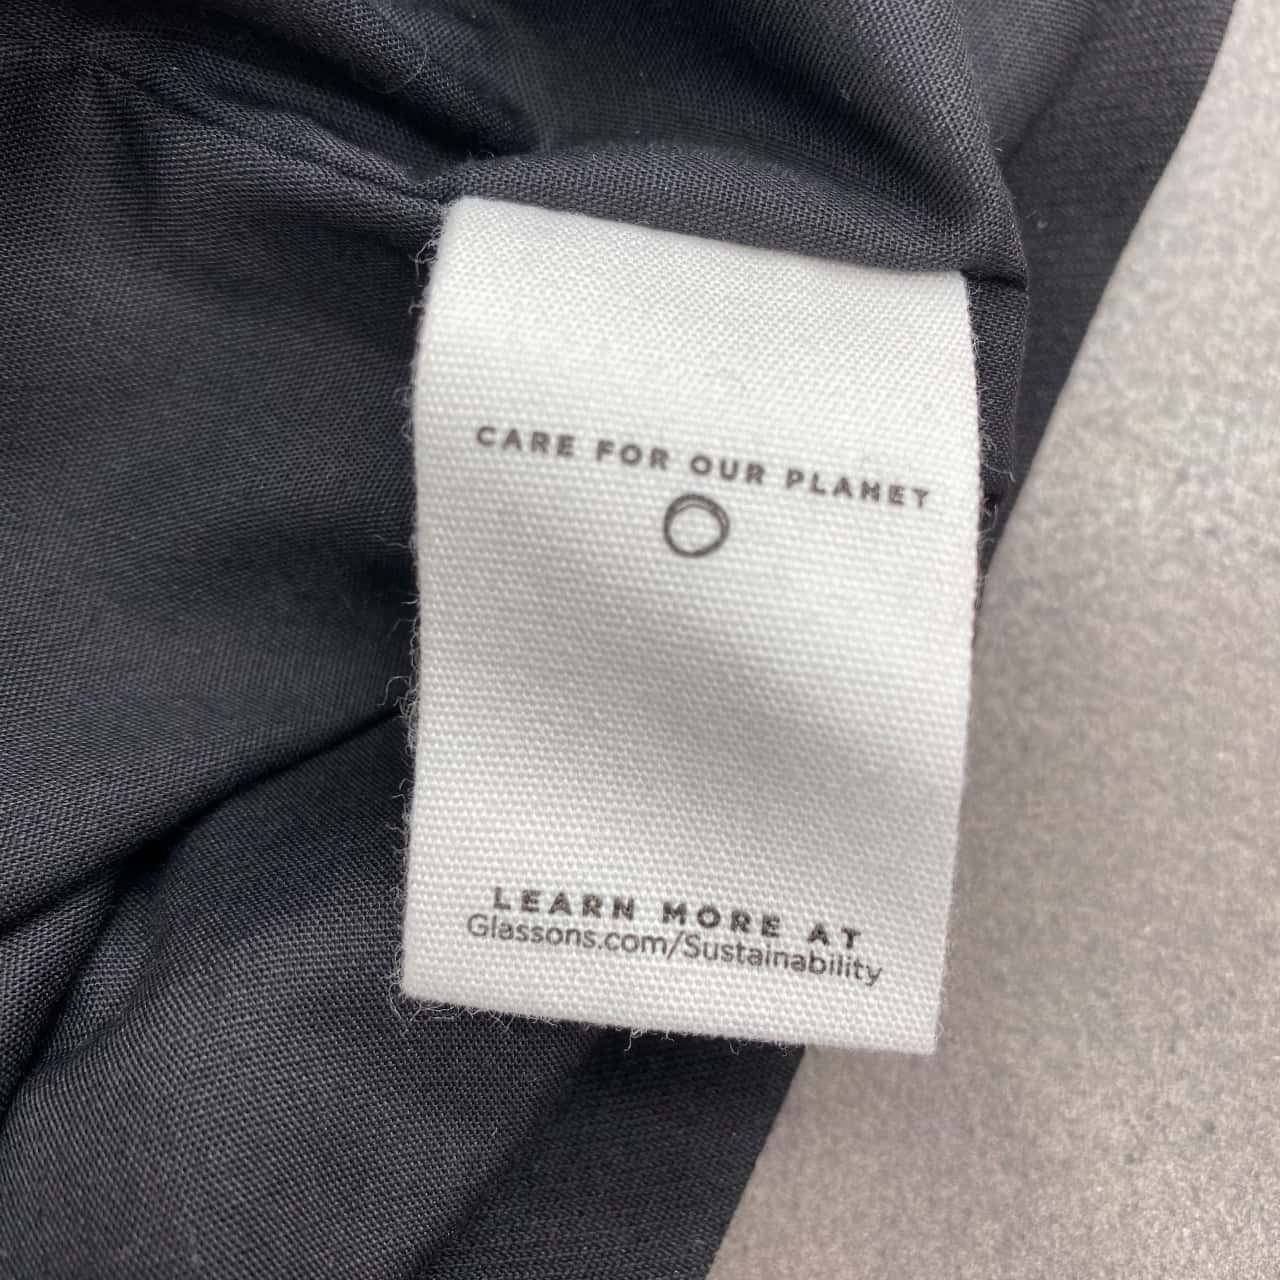 CARE FOR OUR PLANET
LEARN MORE AT
Glassons.com/Sustainability